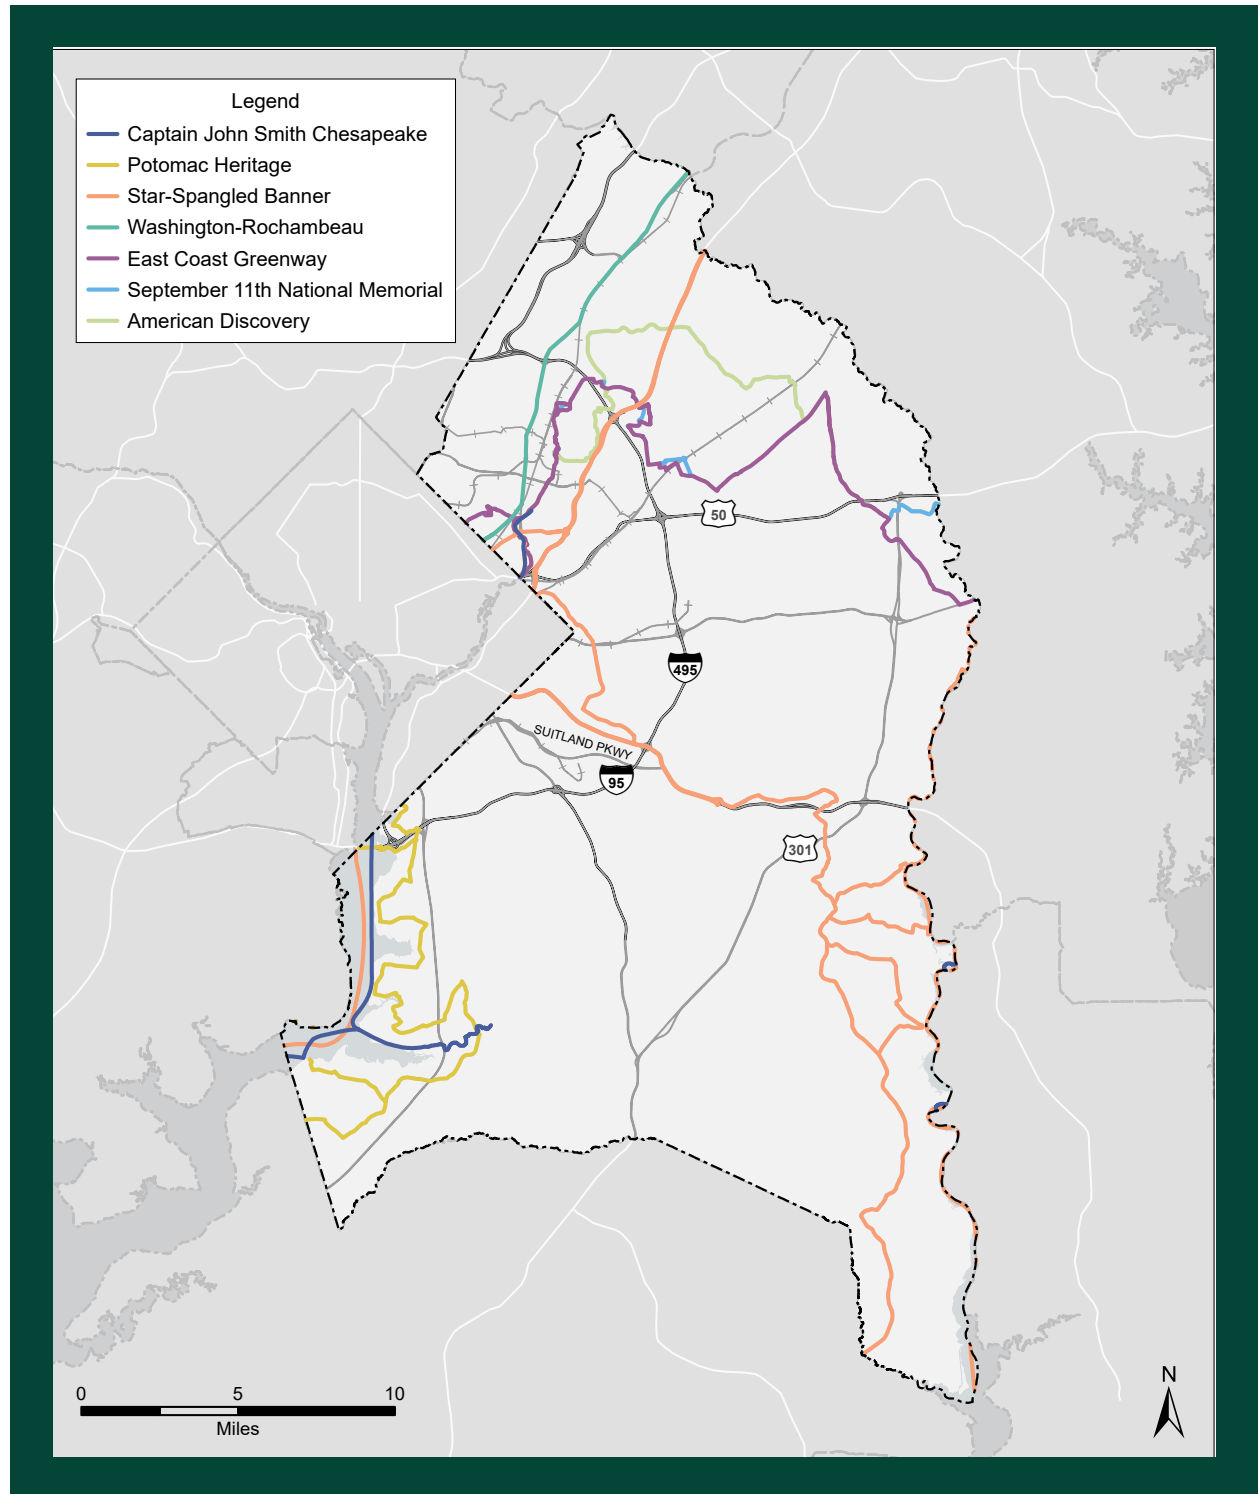 Legend
Captain John Smith Chesapeake
Potomac Heritage
Star-Spangled Banner
Washington-Rochambeau
East Coast Greenway
September 11th National Memorial
American Discovery
50
495
SUITLAND PKWY
95
301
N
0 5 10
Miles